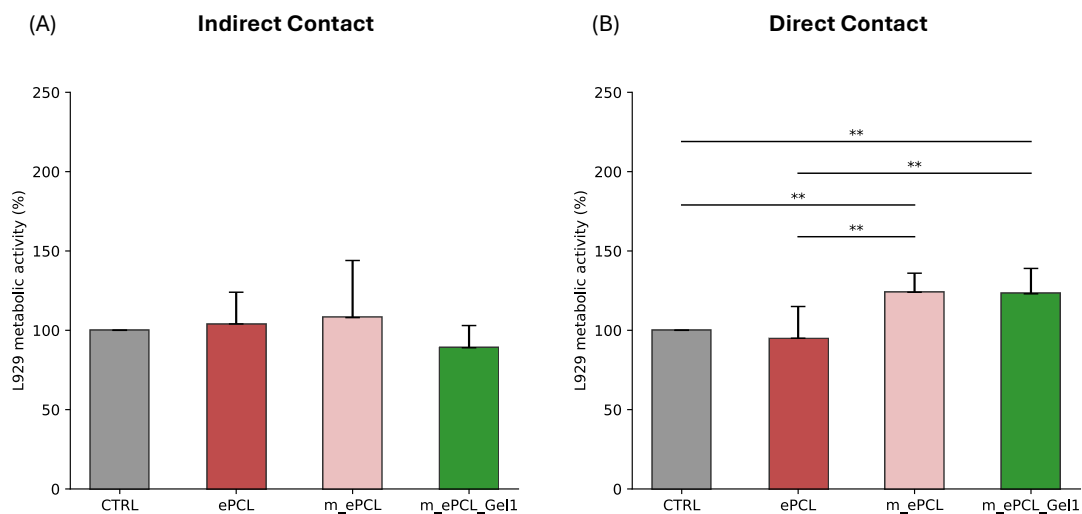 (A) Indirect Contact
L929 metabolic activity (%)
250
200
150
100
50
0
CTRL ePCL m_ePCL m_ePCL_Gel1
(B) Direct Contact
L929 metabolic activity (%)
250
200
150
100
50
0
**
**
**
**
CTRL ePCL m_ePCL m_ePCL_Gel1